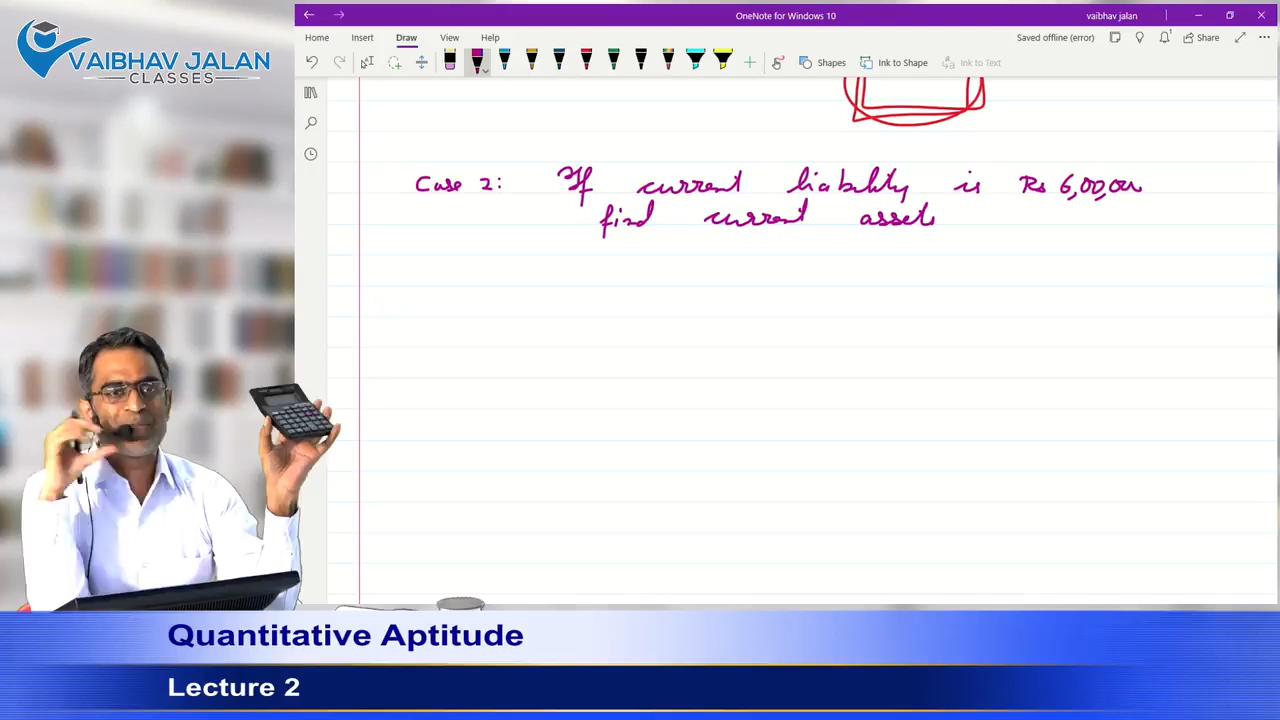 VAIBHAV JALAN
CLASSES
OneNote for Windows 10
vaibhav jalan
Home Insert Draw View Help
Saved offline (error)
Share
Shapes
Ink to Shape
Ink to Text
Case 2: If current liability is Rs 6,00,000
find current assets
Quantitative Aptitude
Lecture 2